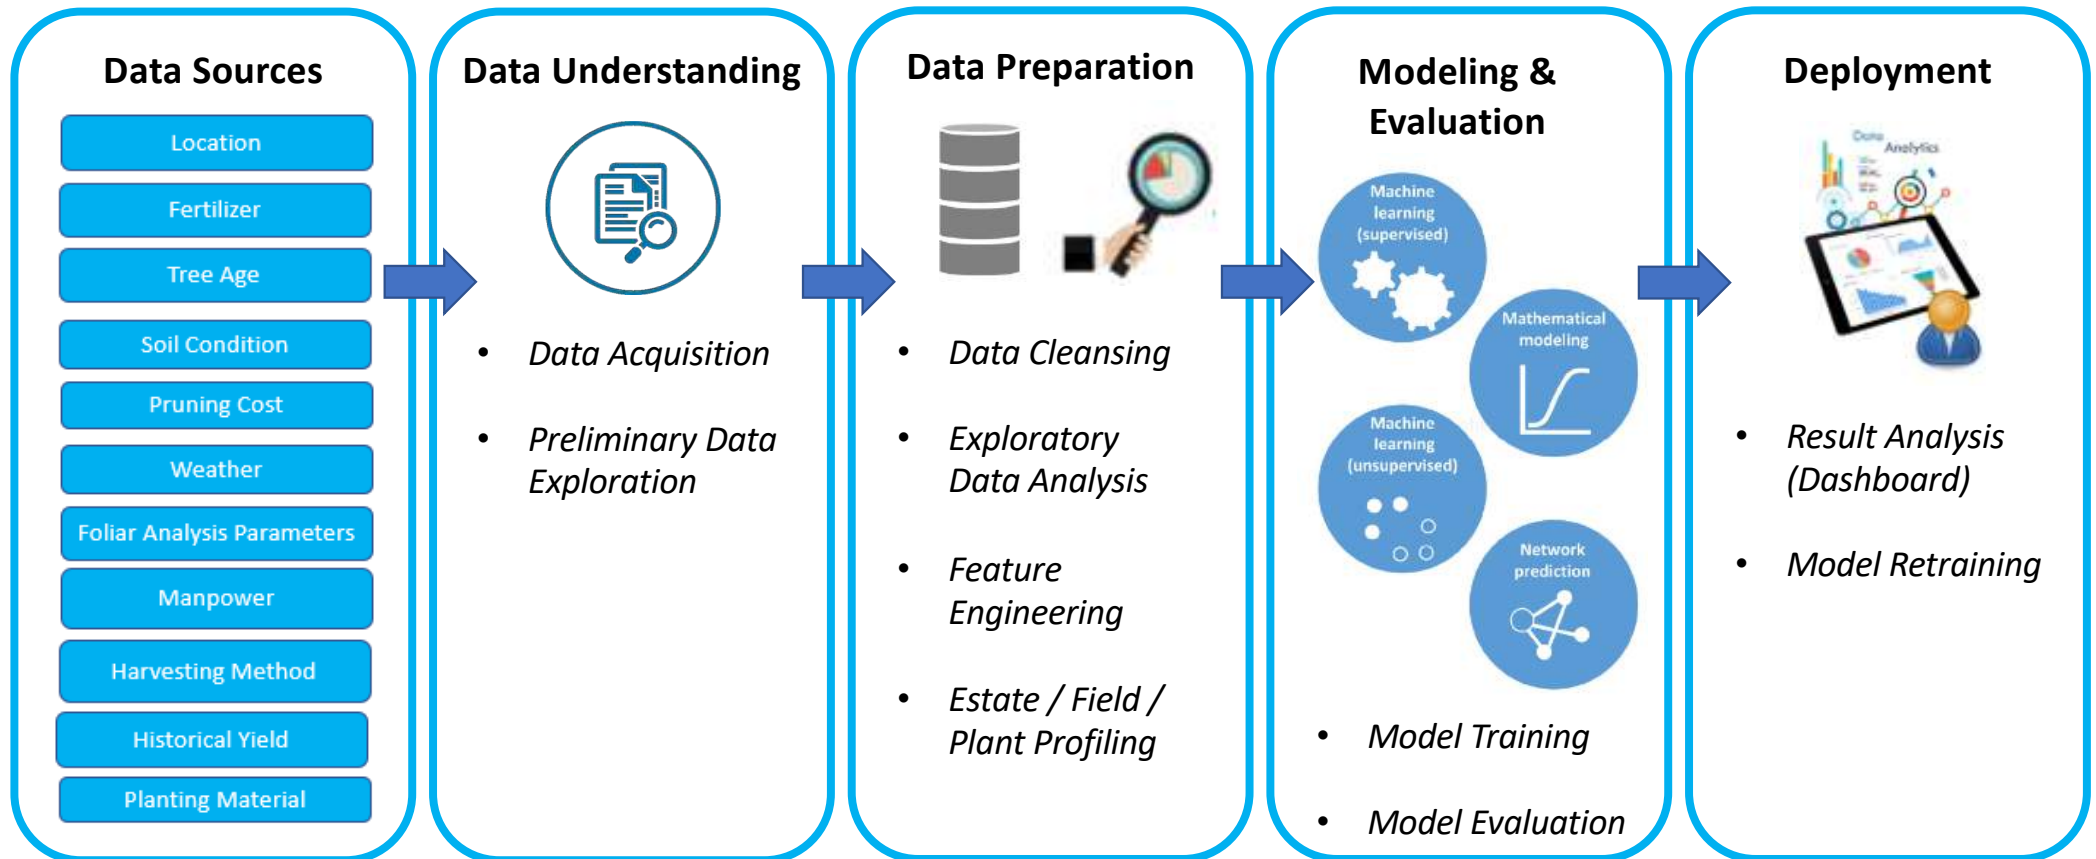 Data Sources
Location
Fertilizer
Tree Age
Soil Condition
Pruning Cost
Weather
Foliar Analysis Parameters
Manpower
Harvesting Method
Historical Yield
Planting Material
Data Understanding
• Data Acquisition
• Preliminary Data
Exploration
Data Preparation
• Data Cleansing
• Exploratory
Data Analysis
• Feature
Engineering
• Estate / Field /
Plant Profiling
Modeling &
Evaluation
Machine
learning
(supervised)
Mathematical
modeling
Machine
learning
(unsupervised)
Network
prediction
• Model Training
• Model Evaluation
Deployment
Data
Analytics
• Result Analysis
(Dashboard)
• Model Retraining